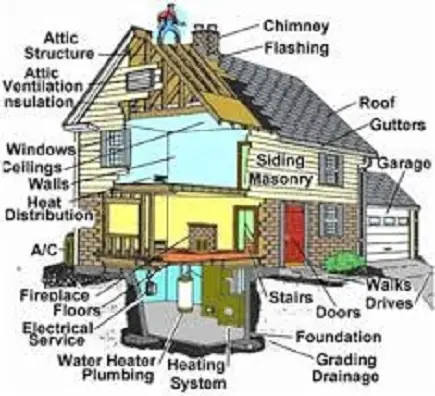 Attic
Structure
Attic
Ventilation
nsulation
Windows
Ceilings
Walls
Heat
Distribution
A/C
Fireplace
Floors
Electrical
Service
Water Heater
Plumbing
Heating
System
Chimney
Flashing
Roof
Gutters
Siding
Masonry
Garage
Walks
Drives
Stairs
Doors
Foundation
Grading
Drainage